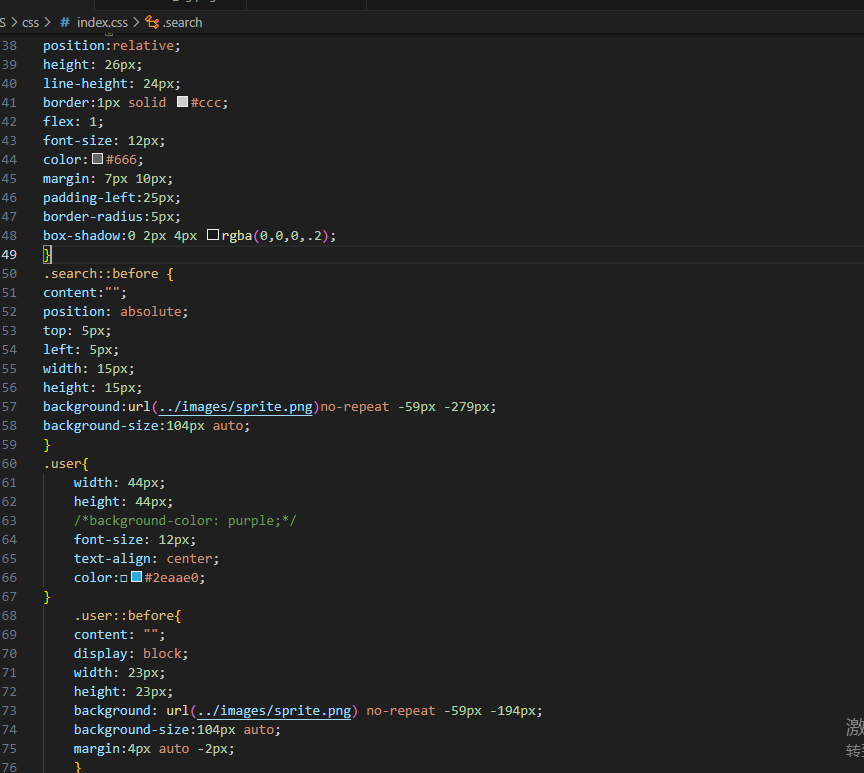 S > css > # index.css > .search
38 position:relative;
39 height: 26px;
40 line-height: 24px;
41 border:1px solid #ccc;
42 flex: 1;
43 font-size: 12px;
44 color:#666;
45 margin: 7px 10px;
46 padding-left:25px;
47 border-radius:5px;
48 box-shadow:0 2px 4px rgba(0,0,0,.2);
49 }
50 .search::before {
51 content:"";
52 position: absolute;
53 top: 5px;
54 left: 5px;
55 width: 15px;
56 height: 15px;
57 background:url(../images/sprite.png)no-repeat -59px -279px;
58 background-size:104px auto;
59 }
60 .user{
61 width: 44px;
62 height: 44px;
63 /*background-color: purple;*/
64 font-size: 12px;
65 text-align: center;
66 color:#2eaae0;
67 }
68 .user::before{
69 content: "";
70 display: block;
71 width: 23px;
72 height: 23px;
73 background: url(../images/sprite.png) no-repeat -59px -194px;
74 background-size:104px auto;
75 margin:4px auto -2px;
76 }
激
转